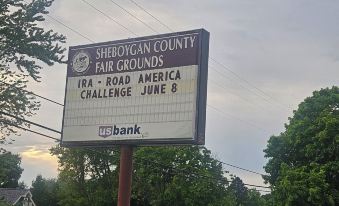 SHEBOYGAN COUNTY
FAIR GROUNDS
IRA - ROAD AMERICA
CHALLENGE JUNE 8
usbank